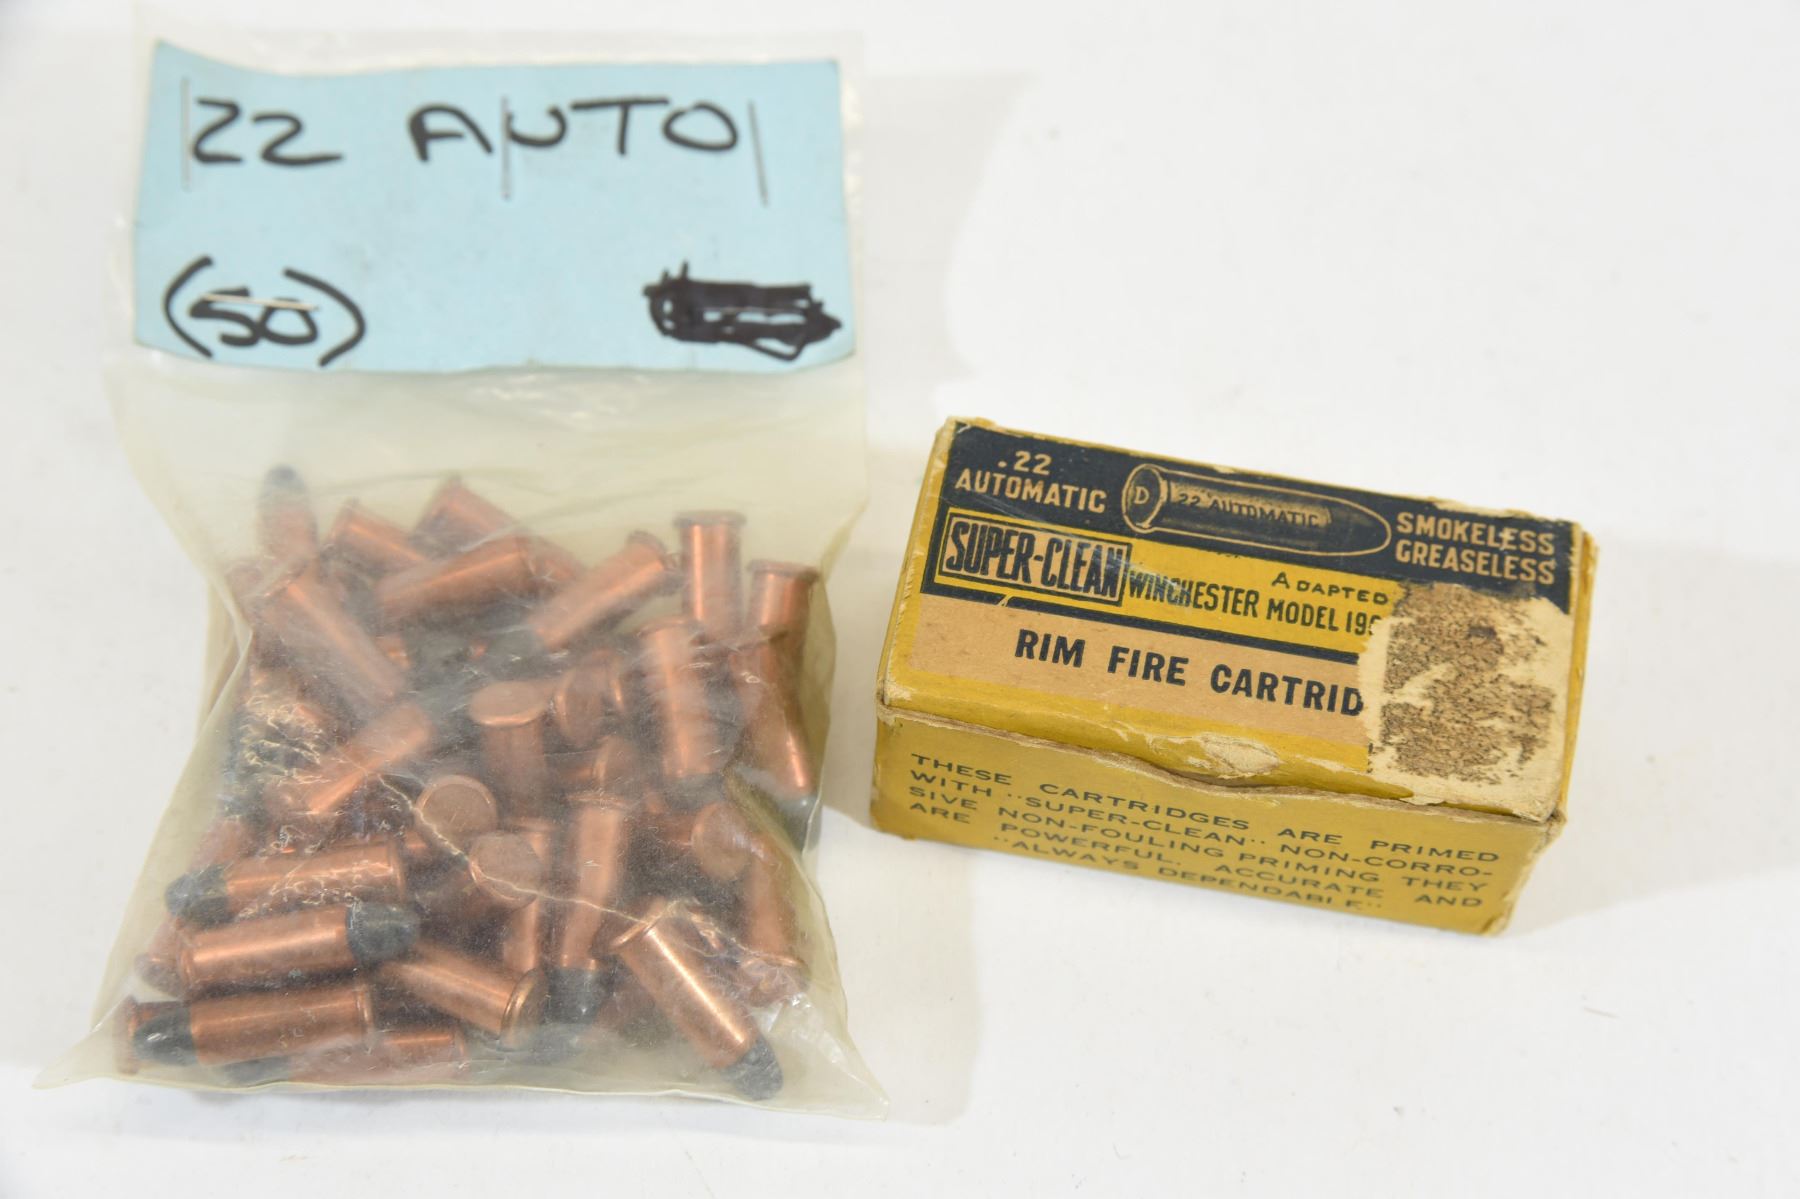 22 AUTO
(50)
.22
AUTOMATIC
D 22 AUTOMATIC
SMOKELESS
GREASELESS
SUPER-CLEAN
ADAPTED
WINCHESTER MODEL
RIM FIRE CARTRID
THESE CARTRIDGES ARE PRIMED
WITH "SUPER-CLEAN" NON-CORRO-
SIVE NON-FOULING PRIMING THEY
ARE POWERFUL, ACCURATE AND
"ALWAYS DEPENDABLE"